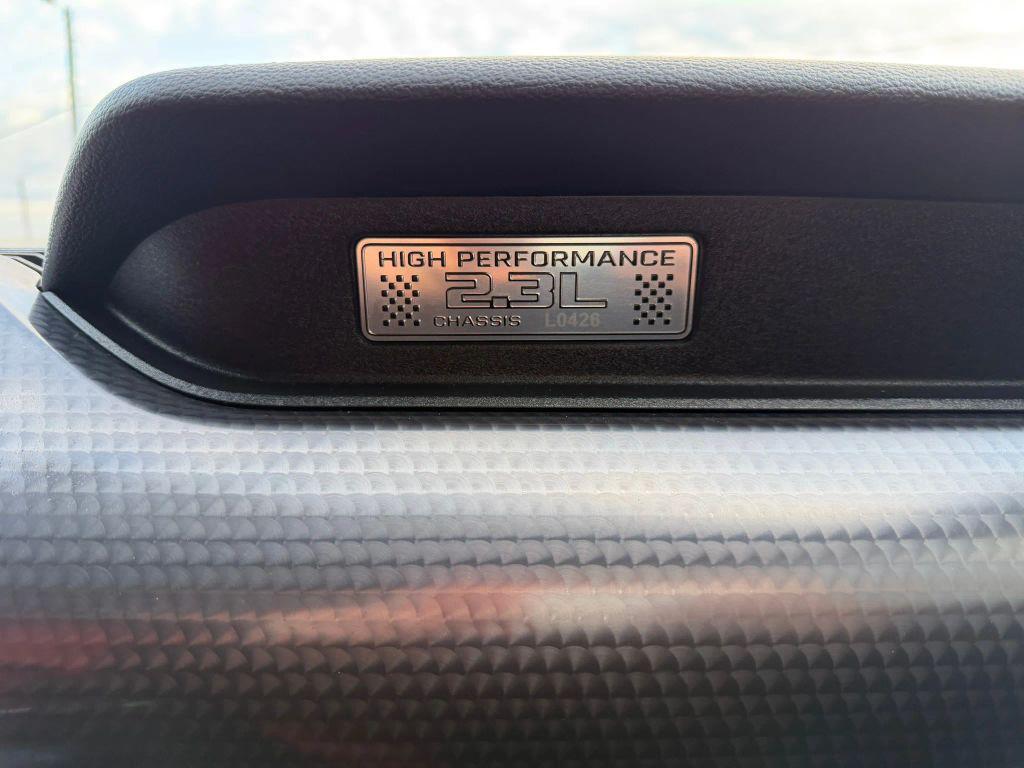 HIGH PERFORMANCE
2.3L
CHASSIS L0426